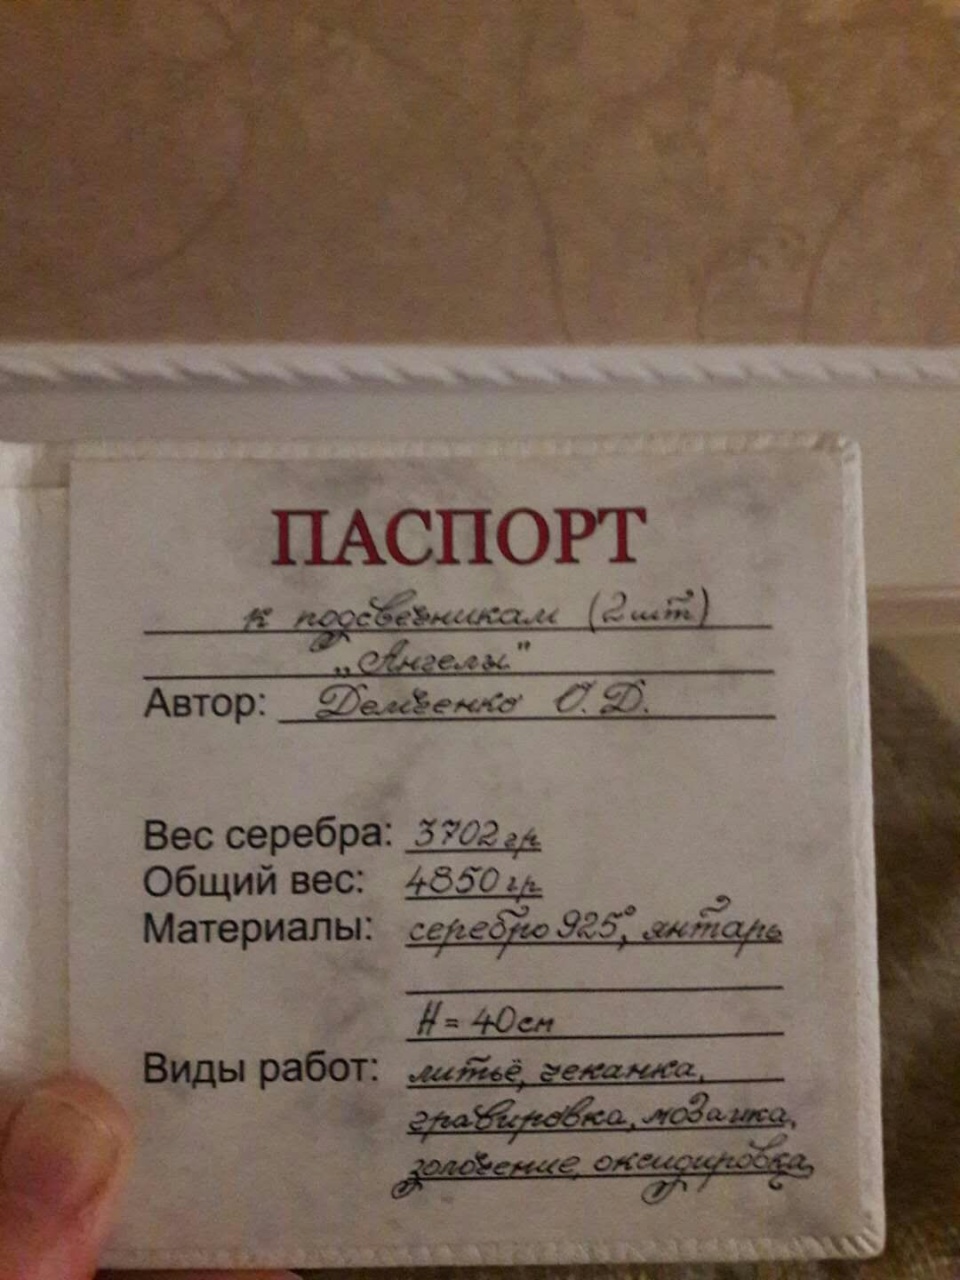 ПАСПОРТ
к подсвечникам (2шт)
„Ангелы"
Автор: Демченко О.Д.
Вес серебра: 3702гр
Общий вес: 4850гр.
Материалы: серебро 925°, янтарь
H = 40см
Виды работ: литьё, чеканка,
гравировка, мозаика,
золочение, оксидировка